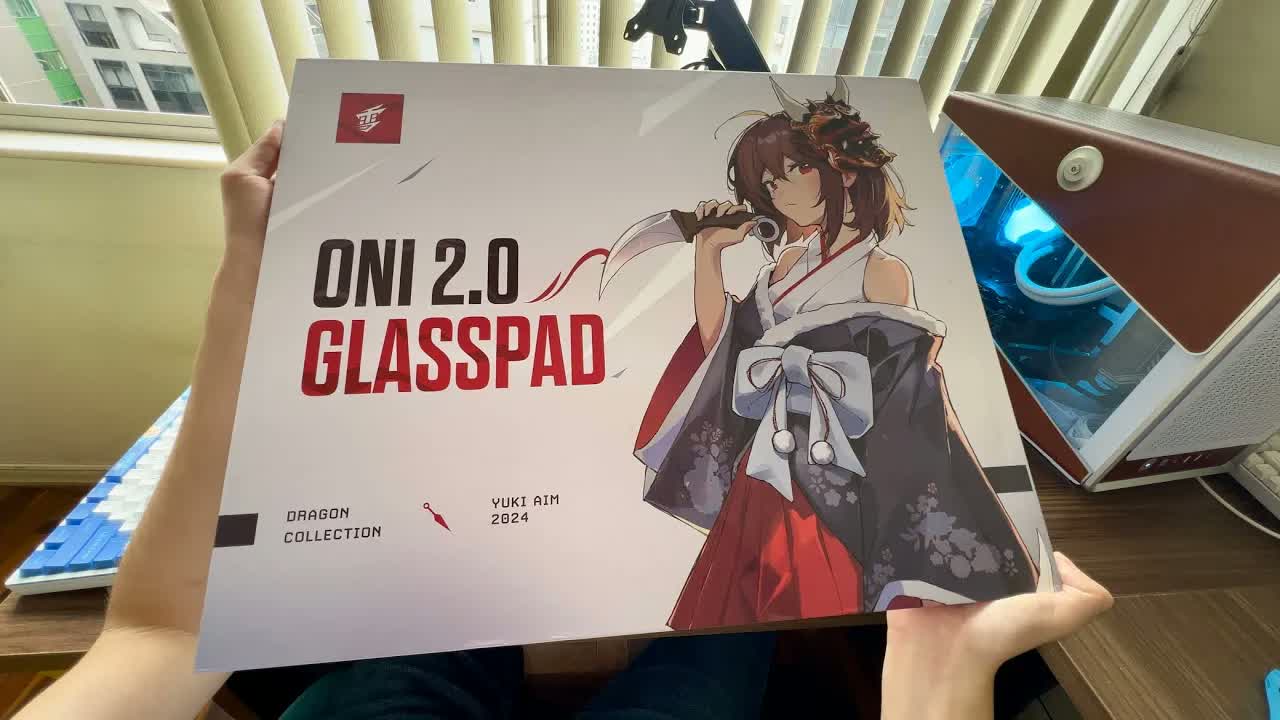 ONI 2.0
GLASSPAD
DRAGON
COLLECTION
YUKI AIM
2024